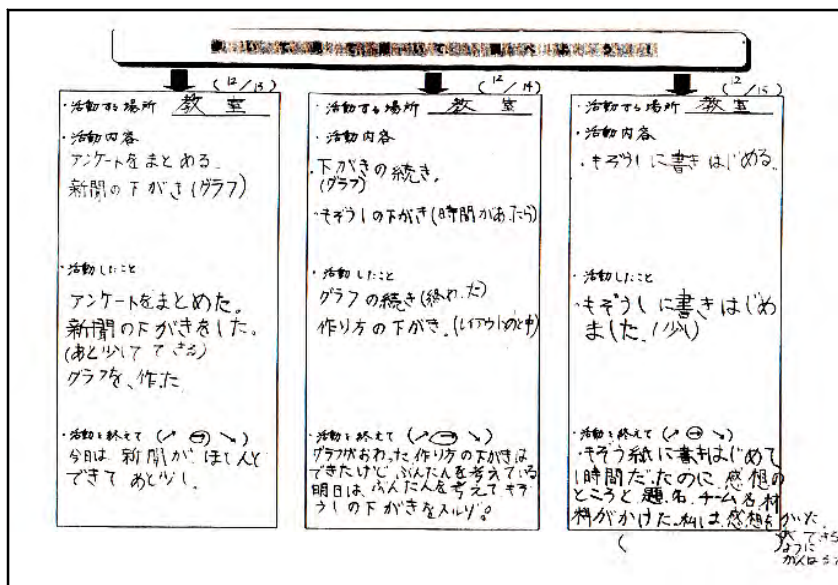 (12/13)
・活動する場所 教室
・活動内容
アンケートをまとめる。
新聞の下がき(グラフ)
・活動したこと
アンケートをまとめた。
新聞の下がきをした。
(あと少しでできる)
グラフを、作った
・活動を終えて (↗ → ↘)
今日は、新聞が、ほとんど
できて あと少し。
(12/14)
・活動する場所 教室
・活動内容
・下がきの続き。
(グラフ)
・もぞうしの下がき(時間があったら)
・活動したこと
グラフの続き(終わった)
作り方の下がき。(レイアウトのと中)
・活動を終えて (↗ → ↘)
グラフがおわった。作り方の下がきは
できたけど、ぶんたんを考えている
明日は、ぶんたんを考えて、もぞ
うしの下がきを入ルゾ。
(12/15)
・活動する場所 教室
・活動内容
・もぞうしに書きはじめる。
・活動したこと
・もぞうしに書きはじめ
ました。(少し)
・活動を終えて (↗ → ↘)
・もぞう紙に書きはじめて
1時間だったのに、感想の
ところと、題名、チーム名、材
料がかけた。私は、感想をかいた。